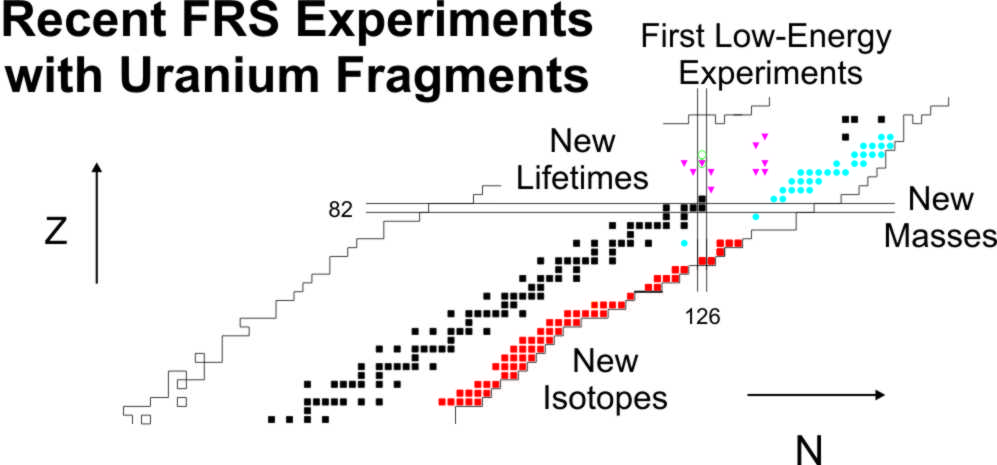 Recent FRS Experiments
with Uranium Fragments
First Low-Energy
Experiments
New
Lifetimes
82
Z
New
Masses
126
New
Isotopes
N